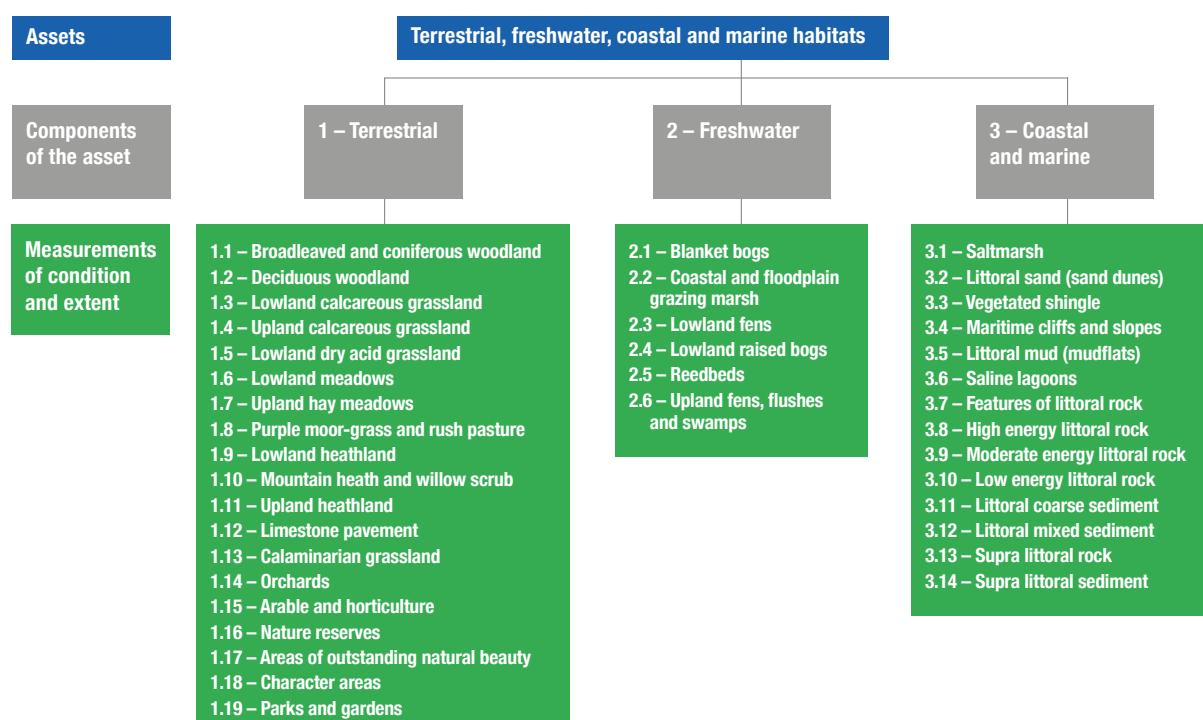 Assets
Terrestrial, freshwater, coastal and marine habitats
Components
of the asset
1 – Terrestrial
2 – Freshwater
3 – Coastal
and marine
Measurements
of condition
and extent
1.1 – Broadleaved and coniferous woodland
1.2 – Deciduous woodland
1.3 – Lowland calcareous grassland
1.4 – Upland calcareous grassland
1.5 – Lowland dry acid grassland
1.6 – Lowland meadows
1.7 – Upland hay meadows
1.8 – Purple moor-grass and rush pasture
1.9 – Lowland heathland
1.10 – Mountain heath and willow scrub
1.11 – Upland heathland
1.12 – Limestone pavement
1.13 – Calaminarian grassland
1.14 – Orchards
1.15 – Arable and horticulture
1.16 – Nature reserves
1.17 – Areas of outstanding natural beauty
1.18 – Character areas
1.19 – Parks and gardens
2.1 – Blanket bogs
2.2 – Coastal and floodplain
grazing marsh
2.3 – Lowland fens
2.4 – Lowland raised bogs
2.5 – Reedbeds
2.6 – Upland fens, flushes
and swamps
3.1 – Saltmarsh
3.2 – Littoral sand (sand dunes)
3.3 – Vegetated shingle
3.4 – Maritime cliffs and slopes
3.5 – Littoral mud (mudflats)
3.6 – Saline lagoons
3.7 – Features of littoral rock
3.8 – High energy littoral rock
3.9 – Moderate energy littoral rock
3.10 – Low energy littoral rock
3.11 – Littoral coarse sediment
3.12 – Littoral mixed sediment
3.13 – Supra littoral rock
3.14 – Supra littoral sediment